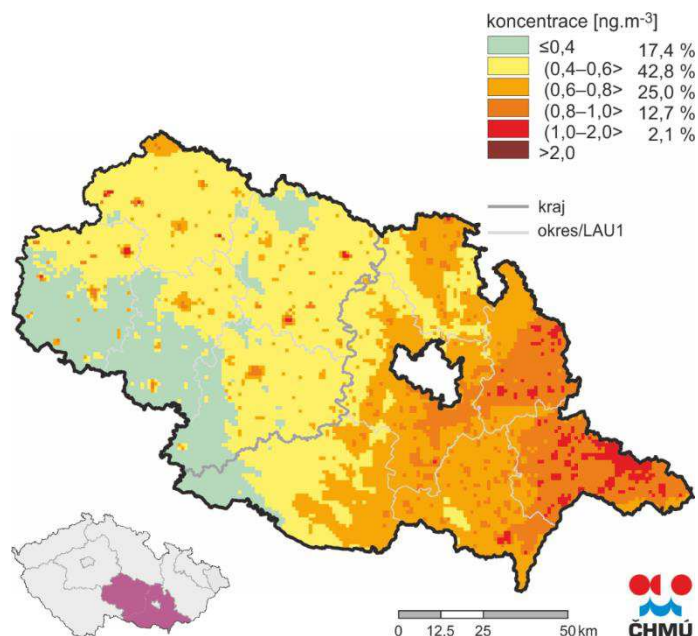 koncentrace [ng.m-3]
≤0,4 17,4 %
(0,4–0,6> 42,8 %
(0,6–0,8> 25,0 %
(0,8–1,0> 12,7 %
(1,0–2,0> 2,1 %
>2,0
kraj
okres/LAU1
0 12.5 25 50 km
ČHMÚ